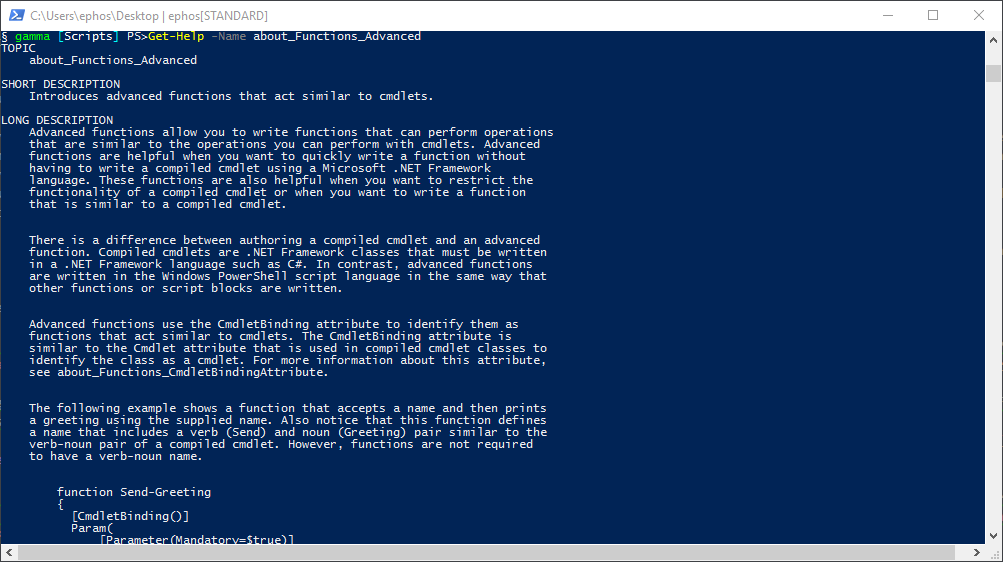 C:\Users\ephos\Desktop | ephos[STANDARD]
§ gamma [Scripts] PS>Get-Help -Name about_Functions_Advanced
TOPIC
    about_Functions_Advanced

SHORT DESCRIPTION
    Introduces advanced functions that act similar to cmdlets.

LONG DESCRIPTION
    Advanced functions allow you to write functions that can perform operations
    that are similar to the operations you can perform with cmdlets. Advanced
    functions are helpful when you want to quickly write a function without
    having to write a compiled cmdlet using a Microsoft .NET Framework
    language. These functions are also helpful when you want to restrict the
    functionality of a compiled cmdlet or when you want to write a function
    that is similar to a compiled cmdlet.

    There is a difference between authoring a compiled cmdlet and an advanced
    function. Compiled cmdlets are .NET Framework classes that must be written
    in a .NET Framework language such as C#. In contrast, advanced functions
    are written in the Windows PowerShell script language in the same way that
    other functions or script blocks are written.

    Advanced functions use the CmdletBinding attribute to identify them as
    functions that act similar to cmdlets. The CmdletBinding attribute is
    similar to the Cmdlet attribute that is used in compiled cmdlet classes to
    identify the class as a cmdlet. For more information about this attribute,
    see about_Functions_CmdletBindingAttribute.

    The following example shows a function that accepts a name and then prints
    a greeting using the supplied name. Also notice that this function defines
    a name that includes a verb (Send) and noun (Greeting) pair similar to the
    verb-noun pair of a compiled cmdlet. However, functions are not required
    to have a verb-noun name.

        function Send-Greeting
        {
          [CmdletBinding()]
          Param(
              [Parameter(Mandatory=$true)]